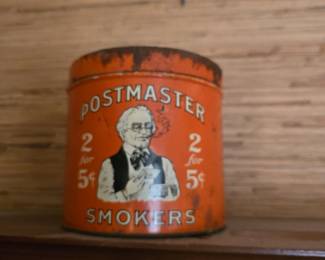 POSTMASTER
2 2
for for
5¢ 5¢
SMOKERS